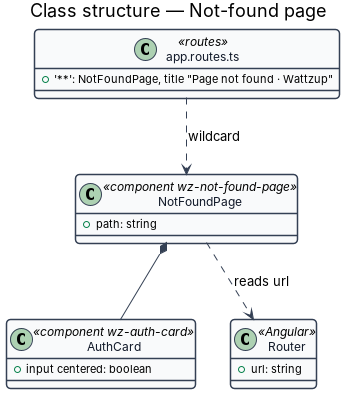 Class structure — Not-found page
C
«routes»
app.routes.ts
'**': NotFoundPage, title "Page not found · Wattzup"
wildcard
C
«component wz-not-found-page»
NotFoundPage
path: string
reads url
C
«component wz-auth-card»
AuthCard
input centered: boolean
C
«Angular»
Router
url: string